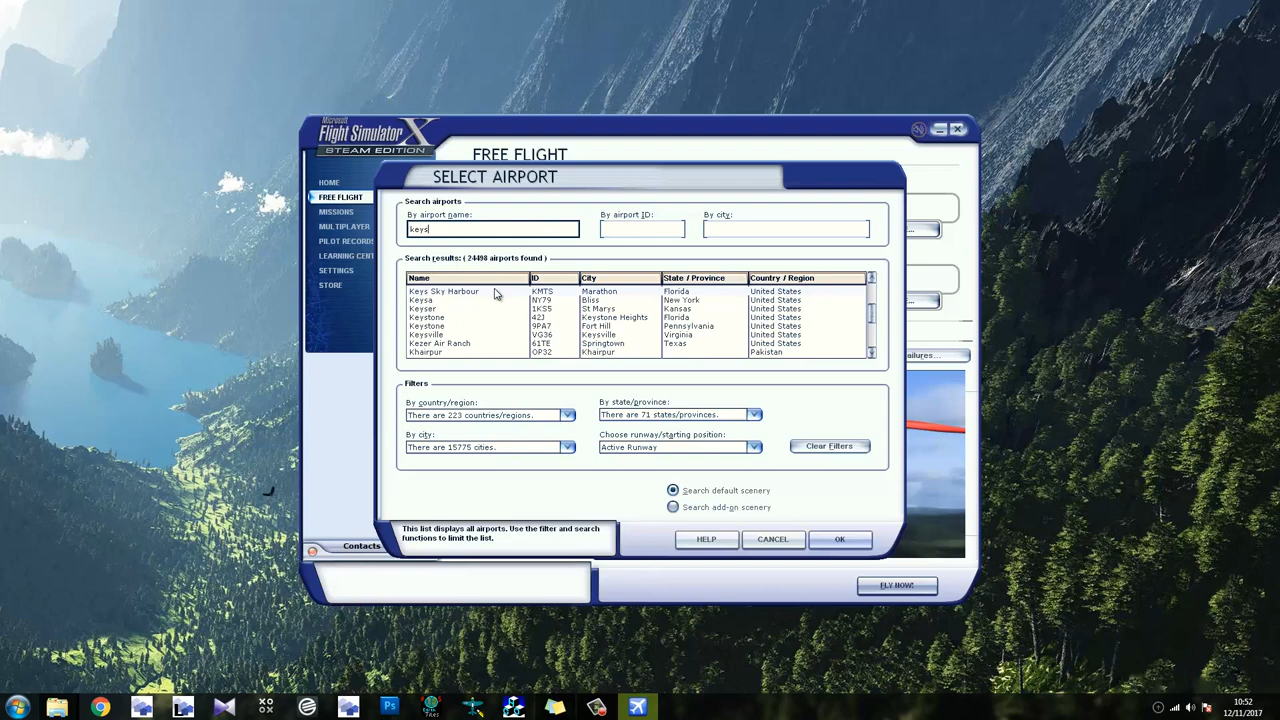 Microsoft
Flight Simulator X
STEAM EDITION
FREE FLIGHT
HOME
FREE FLIGHT
MISSIONS
MULTIPLAYER
PILOT RECORDS
LEARNING CENT
SETTINGS
STORE
SELECT AIRPORT
Search airports
By airport name: By airport ID: By city:
keys
Search results: ( 24498 airports found )
Name ID City State / Province Country / Region
Keys Sky Harbour KMTS Marathon Florida United States
Keysa NY79 Bliss New York United States
Keyser 1KS5 St Marys Kansas United States
Keystone 42J Keystone Heights Florida United States
Keystone 9PA7 Fort Hill Pennsylvania United States
Keysville VG36 Keysville Virginia United States
Kezer Air Ranch 61TE Springtown Texas United States
Khairpur OP32 Khairpur Pakistan
ailures...
Filters
By country/region: By state/province:
There are 223 countries/regions. There are 71 states/provinces.
By city: Choose runway/starting position:
There are 15775 cities. Active Runway Clear Filters
Search default scenery
Search add-on scenery
This list displays all airports. Use the filter and search
functions to limit the list.
HELP CANCEL OK
Contacts
FLY NOW!
Ps
10:52
12/11/2017